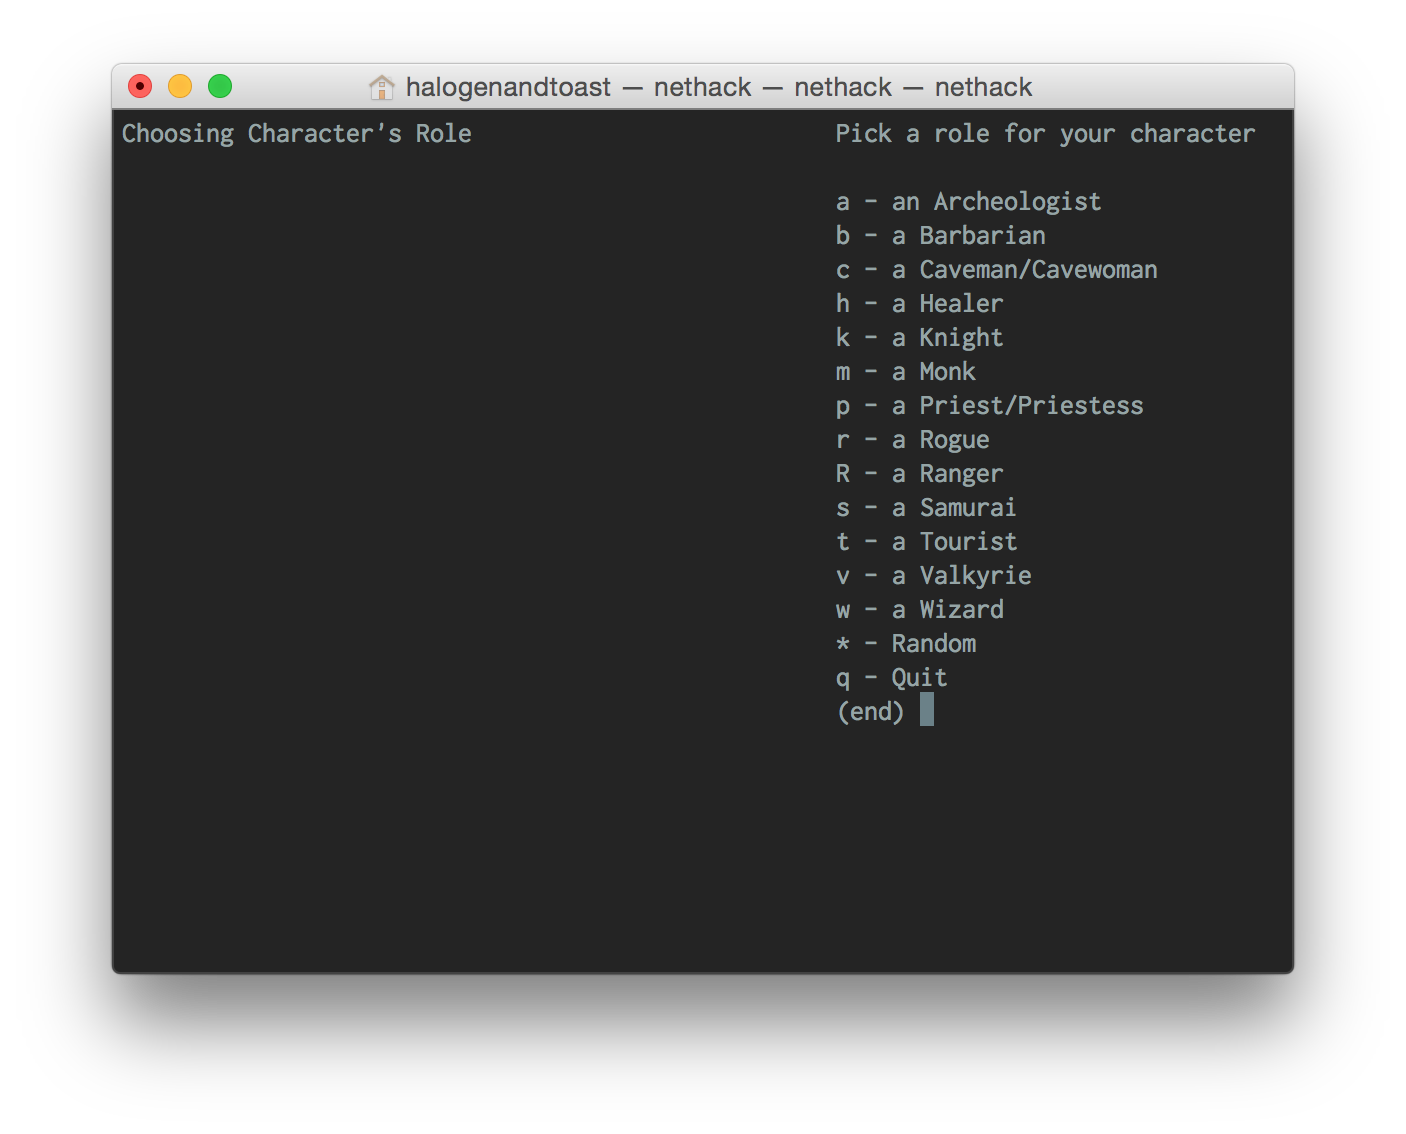 halogenandtoast — nethack — nethack — nethack
Choosing Character's Role
Pick a role for your character
a - an Archeologist
b - a Barbarian
c - a Caveman/Cavewoman
h - a Healer
k - a Knight
m - a Monk
p - a Priest/Priestess
r - a Rogue
R - a Ranger
s - a Samurai
t - a Tourist
v - a Valkyrie
w - a Wizard
* - Random
q - Quit
(end)